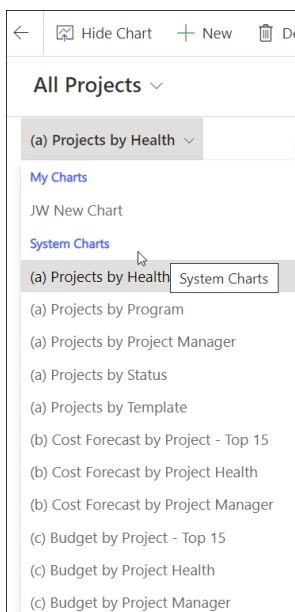 Hide Chart
New
All Projects
(a) Projects by Health
My Charts
JW New Chart
System Charts
(a) Projects by Health
System Charts
(a) Projects by Program
(a) Projects by Project Manager
(a) Projects by Status
(a) Projects by Template
(b) Cost Forecast by Project - Top 15
(b) Cost Forecast by Project Health
(b) Cost Forecast by Project Manager
(c) Budget by Project - Top 15
(c) Budget by Project Health
(c) Budget by Project Manager